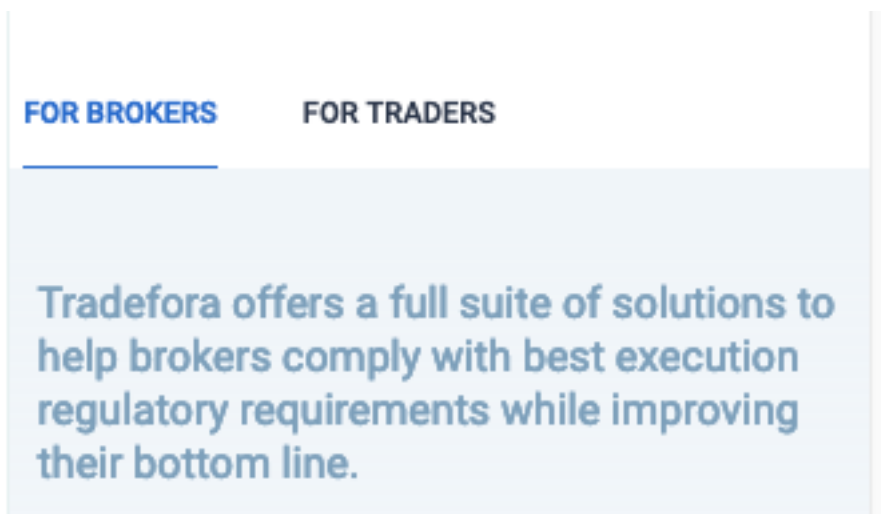 FOR BROKERS FOR TRADERS
Tradefora offers a full suite of solutions to
help brokers comply with best execution
regulatory requirements while improving
their bottom line.